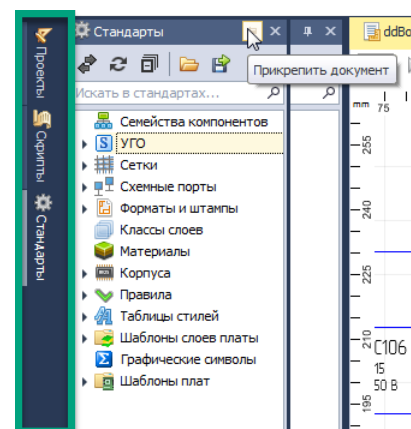 Проекты
Скрипты
Стандарты
Стандарты
ddBo
Прикрепить документ
Искать в стандартах...
Семейства компонентов
УГО
Сетки
Схемные порты
Форматы и штампы
Классы слоев
Материалы
Корпуса
Правила
Таблицы стилей
Шаблоны слоев платы
Графические символы
Шаблоны плат
mm 75
255
240
225
210
195
C106
15
50 В